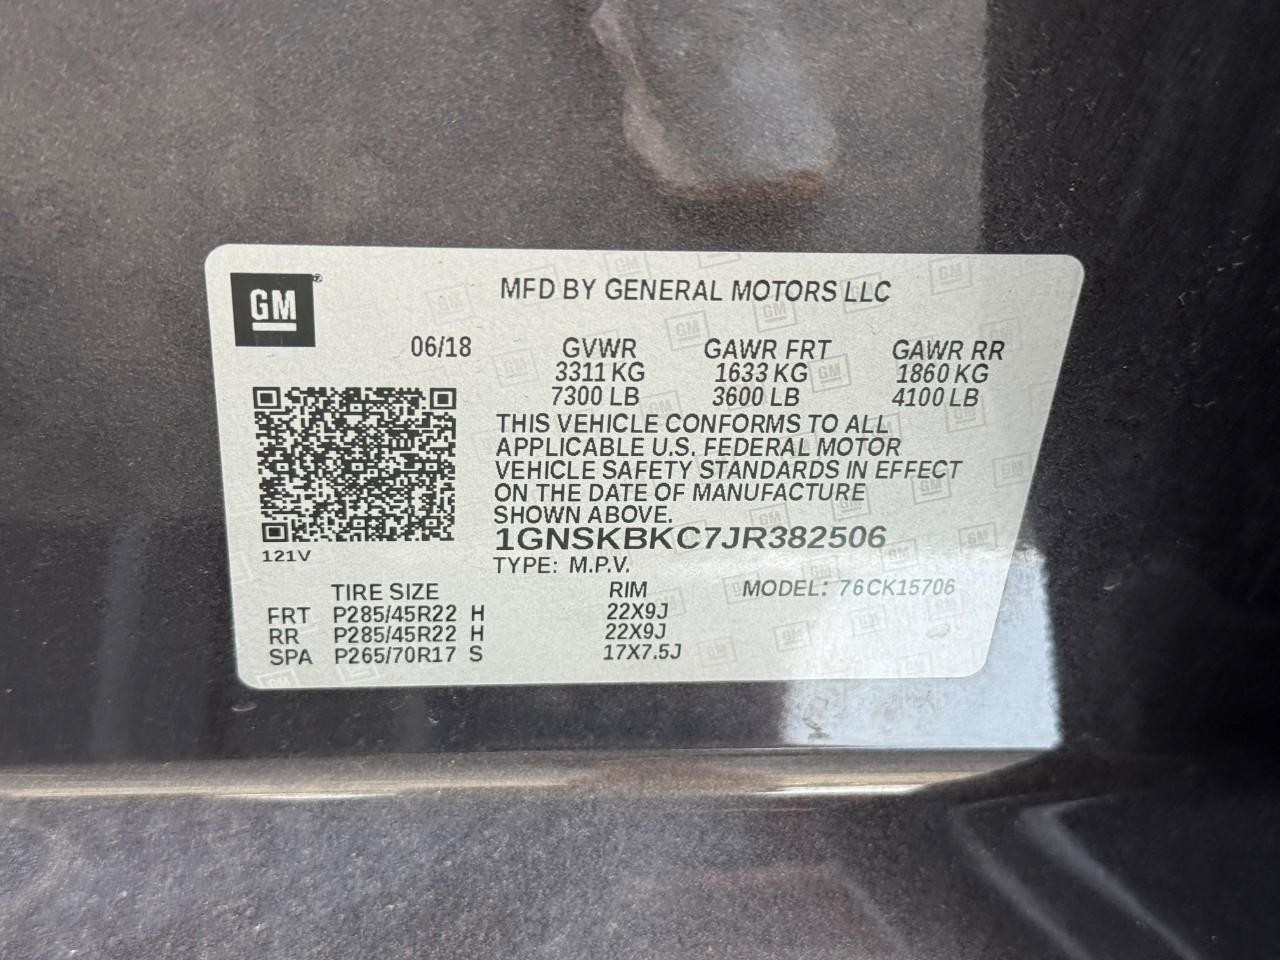 GM
MFD BY GENERAL MOTORS LLC
06/18 GVWR GAWR FRT GAWR RR
3311 KG 1633 KG 1860 KG
7300 LB 3600 LB 4100 LB
THIS VEHICLE CONFORMS TO ALL
APPLICABLE U.S. FEDERAL MOTOR
VEHICLE SAFETY STANDARDS IN EFFECT
ON THE DATE OF MANUFACTURE
SHOWN ABOVE.
1GNSKBKC7JR382506
121V
TYPE: M.P.V.
TIRE SIZE RIM MODEL: 76CK15706
FRT P285/45R22 H 22X9J
RR P285/45R22 H 22X9J
SPA P265/70R17 S 17X7.5J